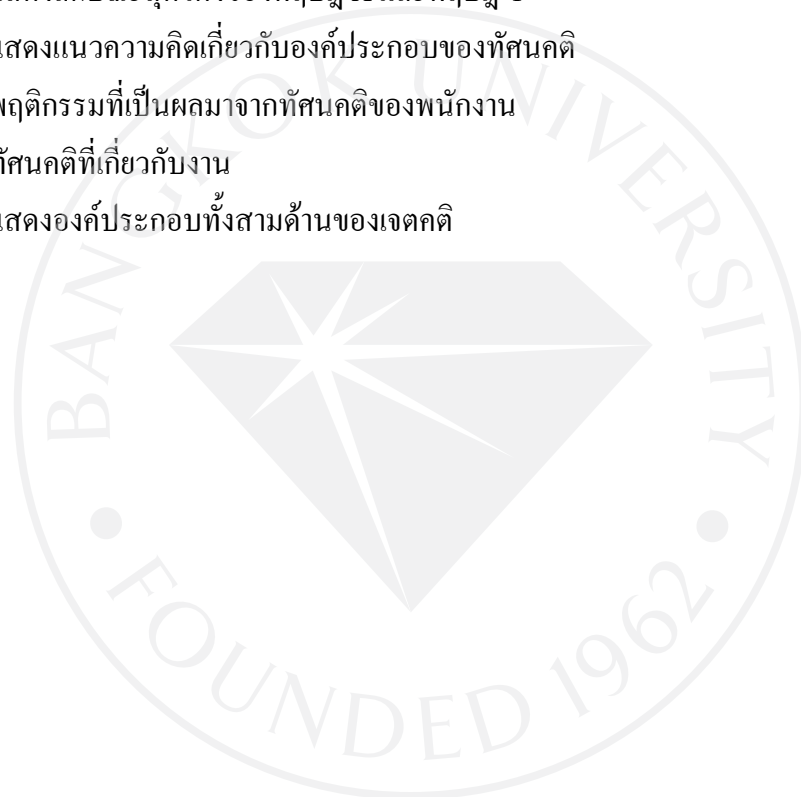 แสดงแนวความคิดเกี่ยวกับองค์ประกอบของทัศนคติ
พฤติกรรมที่เป็นผลมาจากทัศนคติของพนักงาน
ทัศนคติที่เกี่ยวกับงาน
แสดงองค์ประกอบทั้งสามด้านของเจตคติ
BANGKOK UNIVERSITY
FOUNDED 1962